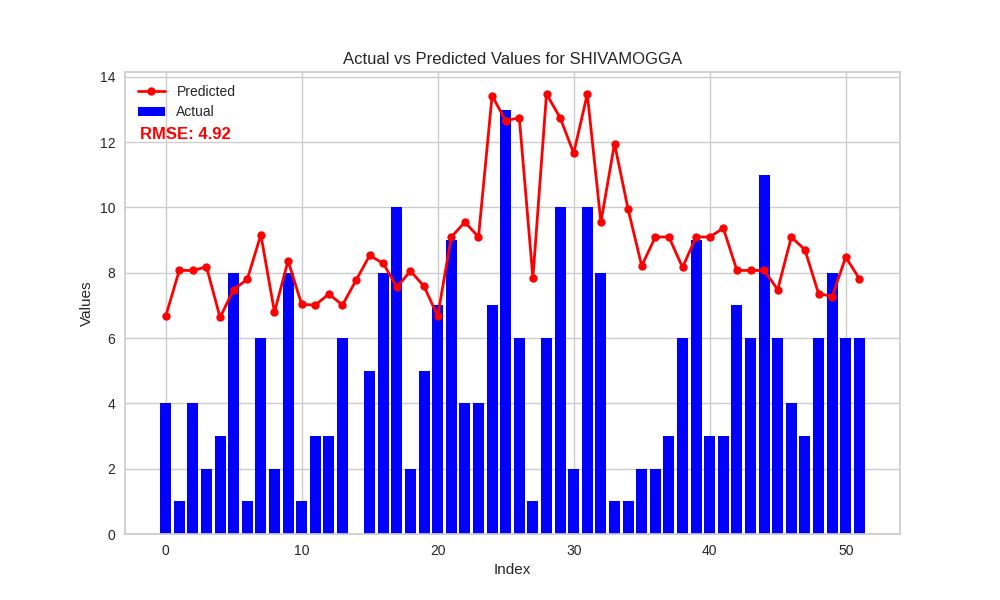 Actual vs Predicted Values for SHIVAMOGGA
Predicted
Actual
RMSE: 4.92
14
12
10
8
6
4
2
0
Values
0 10 20 30 40 50
Index